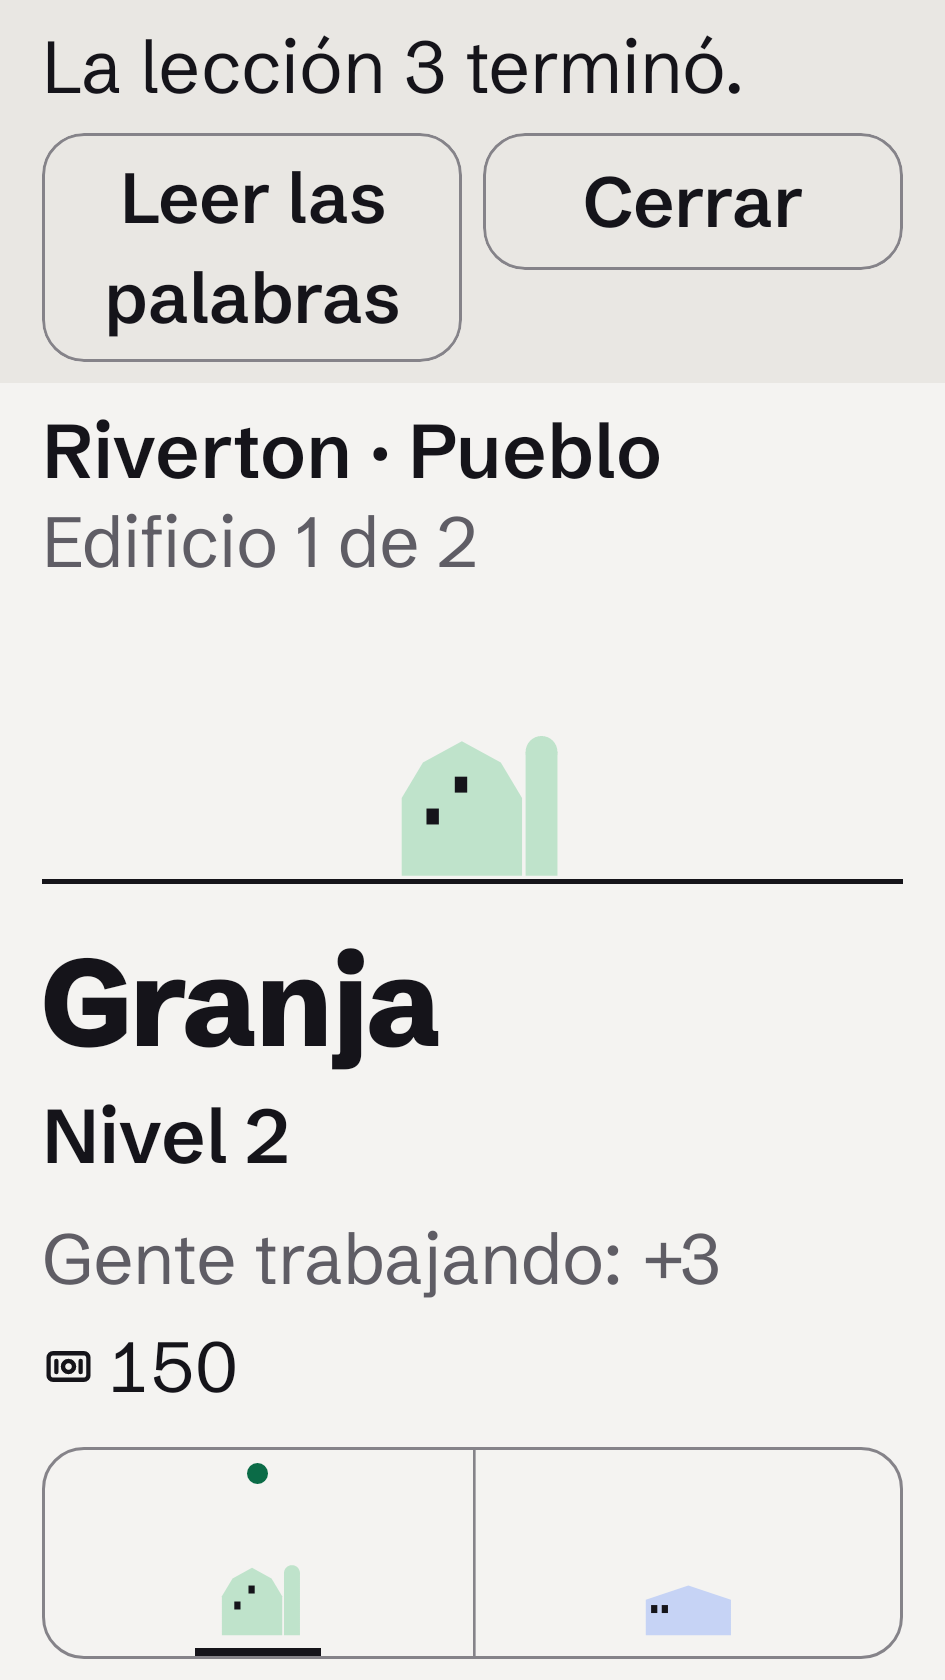 La lección 3 terminó.
Leer las
palabras
Cerrar
Riverton · Pueblo
Edificio 1 de 2
Granja
Nivel 2
Gente trabajando: +3
150